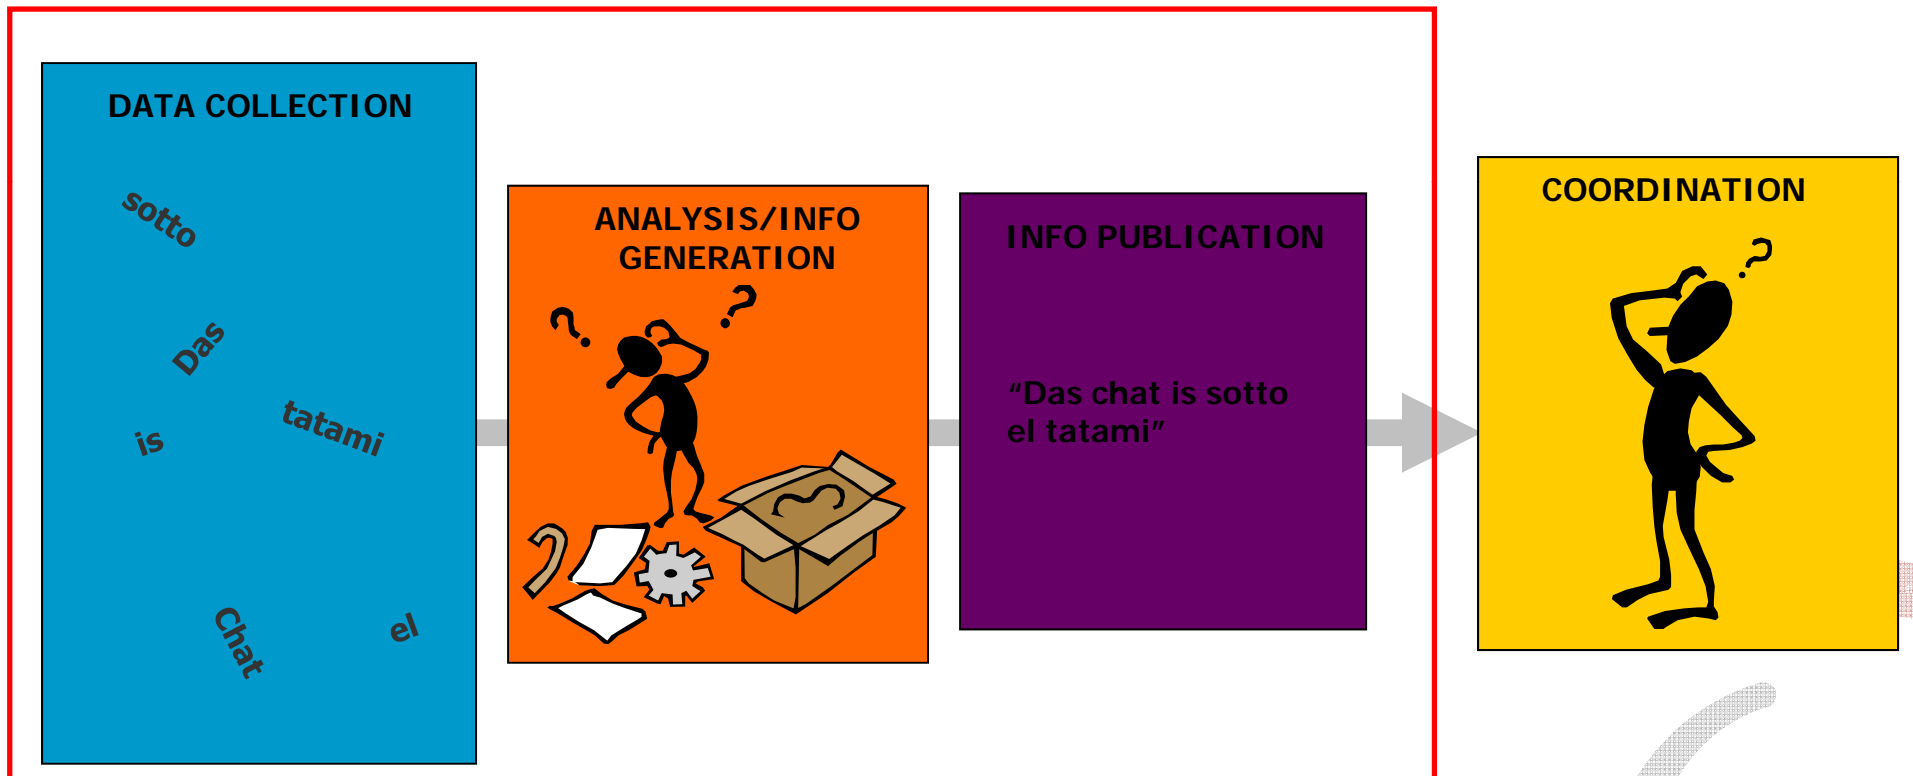 DATA COLLECTION
sotto
Das
is
tatami
Chat
el
ANALYSIS/INFO
GENERATION
? ?
INFO PUBLICATION
“Das chat is sotto
el tatami”
COORDINATION
?